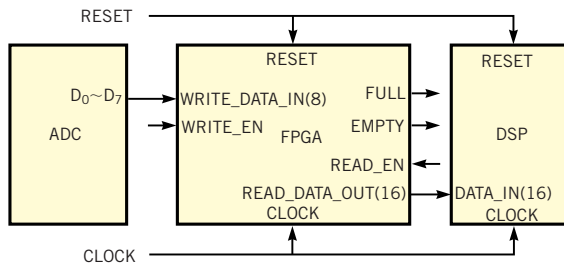 RESET
RESET
RESET
D0~D7
WRITE_DATA_IN(8)
FULL
ADC
WRITE_EN
FPGA
EMPTY
DSP
READ_EN
READ_DATA_OUT(16)
DATA_IN(16)
CLOCK
CLOCK
CLOCK